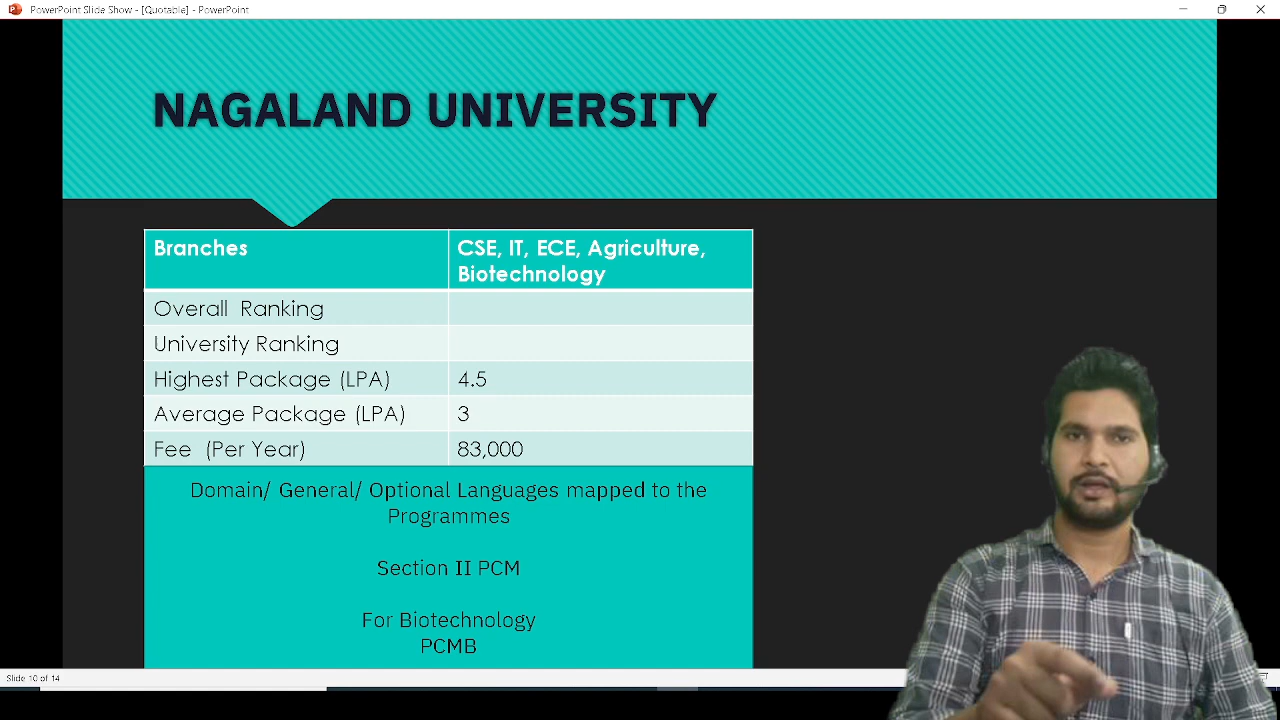 PowerPoint Slide Show - [Quotable] - PowerPoint
NAGALAND UNIVERSITY
Branches
CSE, IT, ECE, Agriculture,
Biotechnology
Overall Ranking
University Ranking
Highest Package (LPA)
4.5
Average Package (LPA)
3
Fee (Per Year)
83,000
Domain/ General/ Optional Languages mapped to the
Programmes
Section II PCM
For Biotechnology
PCMB
Slide 10 of 14